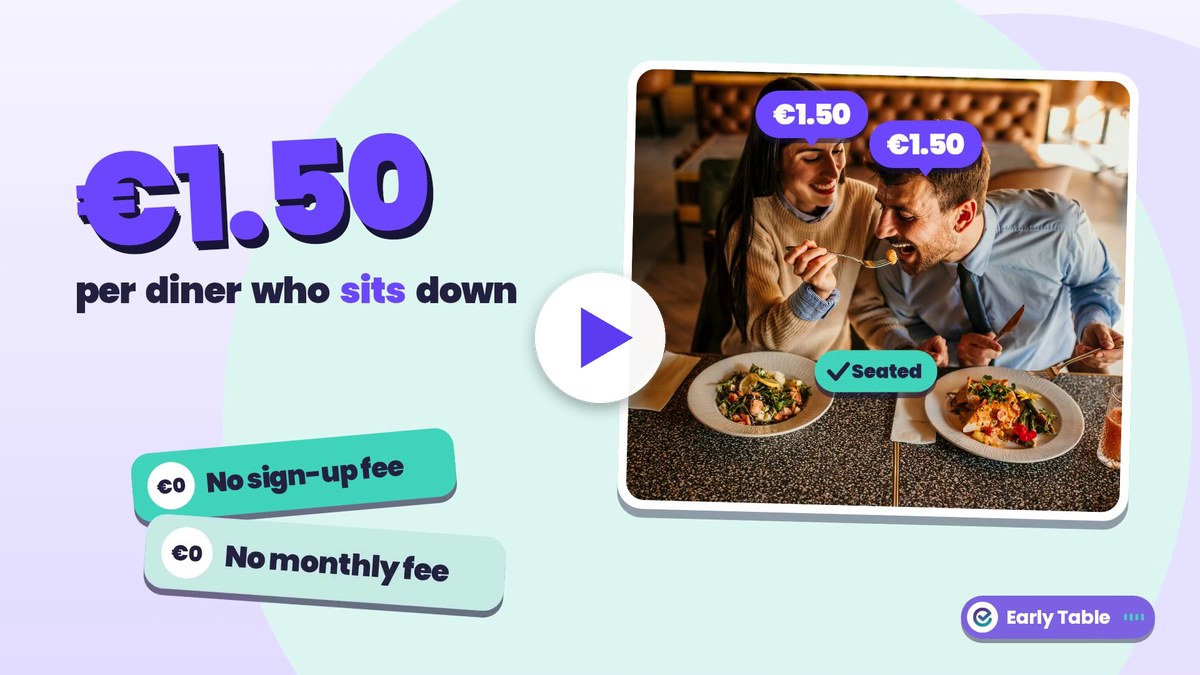 €1.50
per diner who sits down
€0 No sign-up fee
€0 No monthly fee
€1.50
€1.50
Seated
Early Table